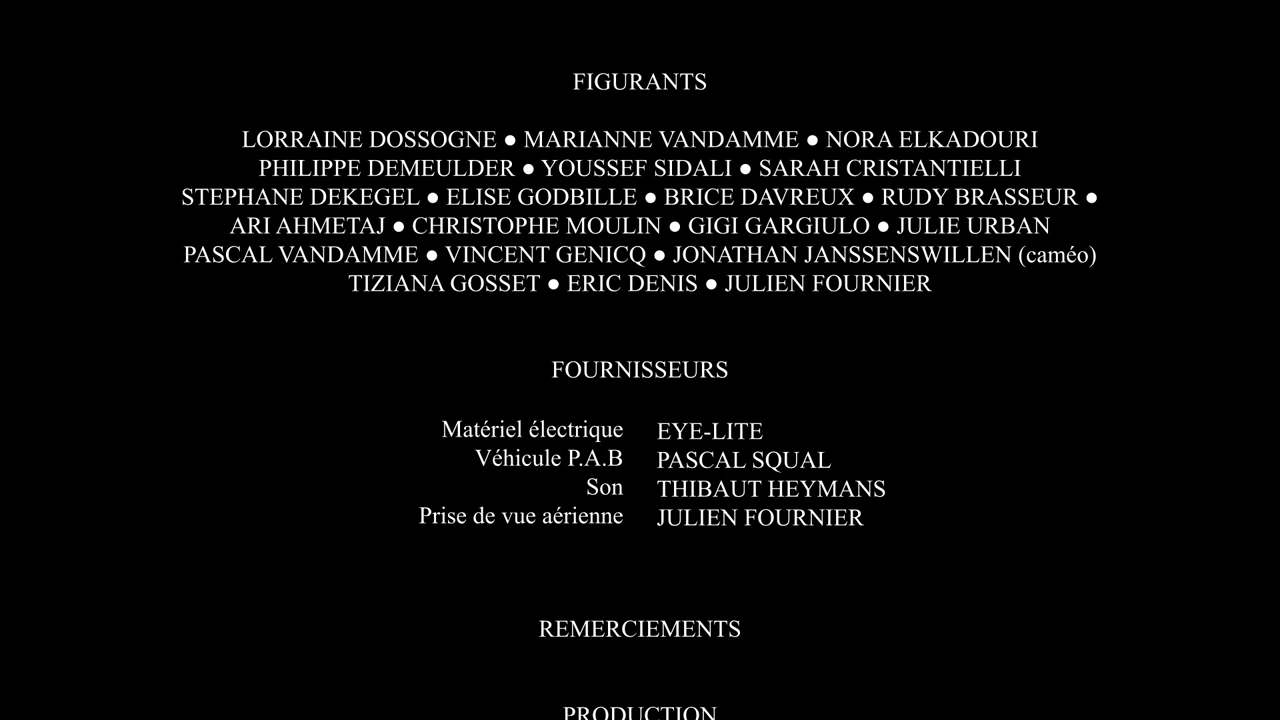 FIGURANTS
LORRAINE DOSSOGNE ● MARIANNE VANDAMME ● NORA ELKADOURI
PHILIPPE DEMEULDER ● YOUSSEF SIDALI ● SARAH CRISTANTIELLI
STEPHANE DEKEGEL ● ELISE GODBILLE ● BRICE DAVREUX ● RUDY BRASSEUR ●
ARI AHMETAJ ● CHRISTOPHE MOULIN ● GIGI GARGIULO ● JULIE URBAN
PASCAL VANDAMME ● VINCENT GENICQ ● JONATHAN JANSSENSWILLEN (caméo)
TIZIANA GOSSET ● ERIC DENIS ● JULIEN FOURNIER
FOURNISSEURS
Matériel électrique EYE-LITE
Véhicule P.A.B PASCAL SQUAL
Son THIBAUT HEYMANS
Prise de vue aérienne JULIEN FOURNIER
REMERCIEMENTS
PRODUCTION